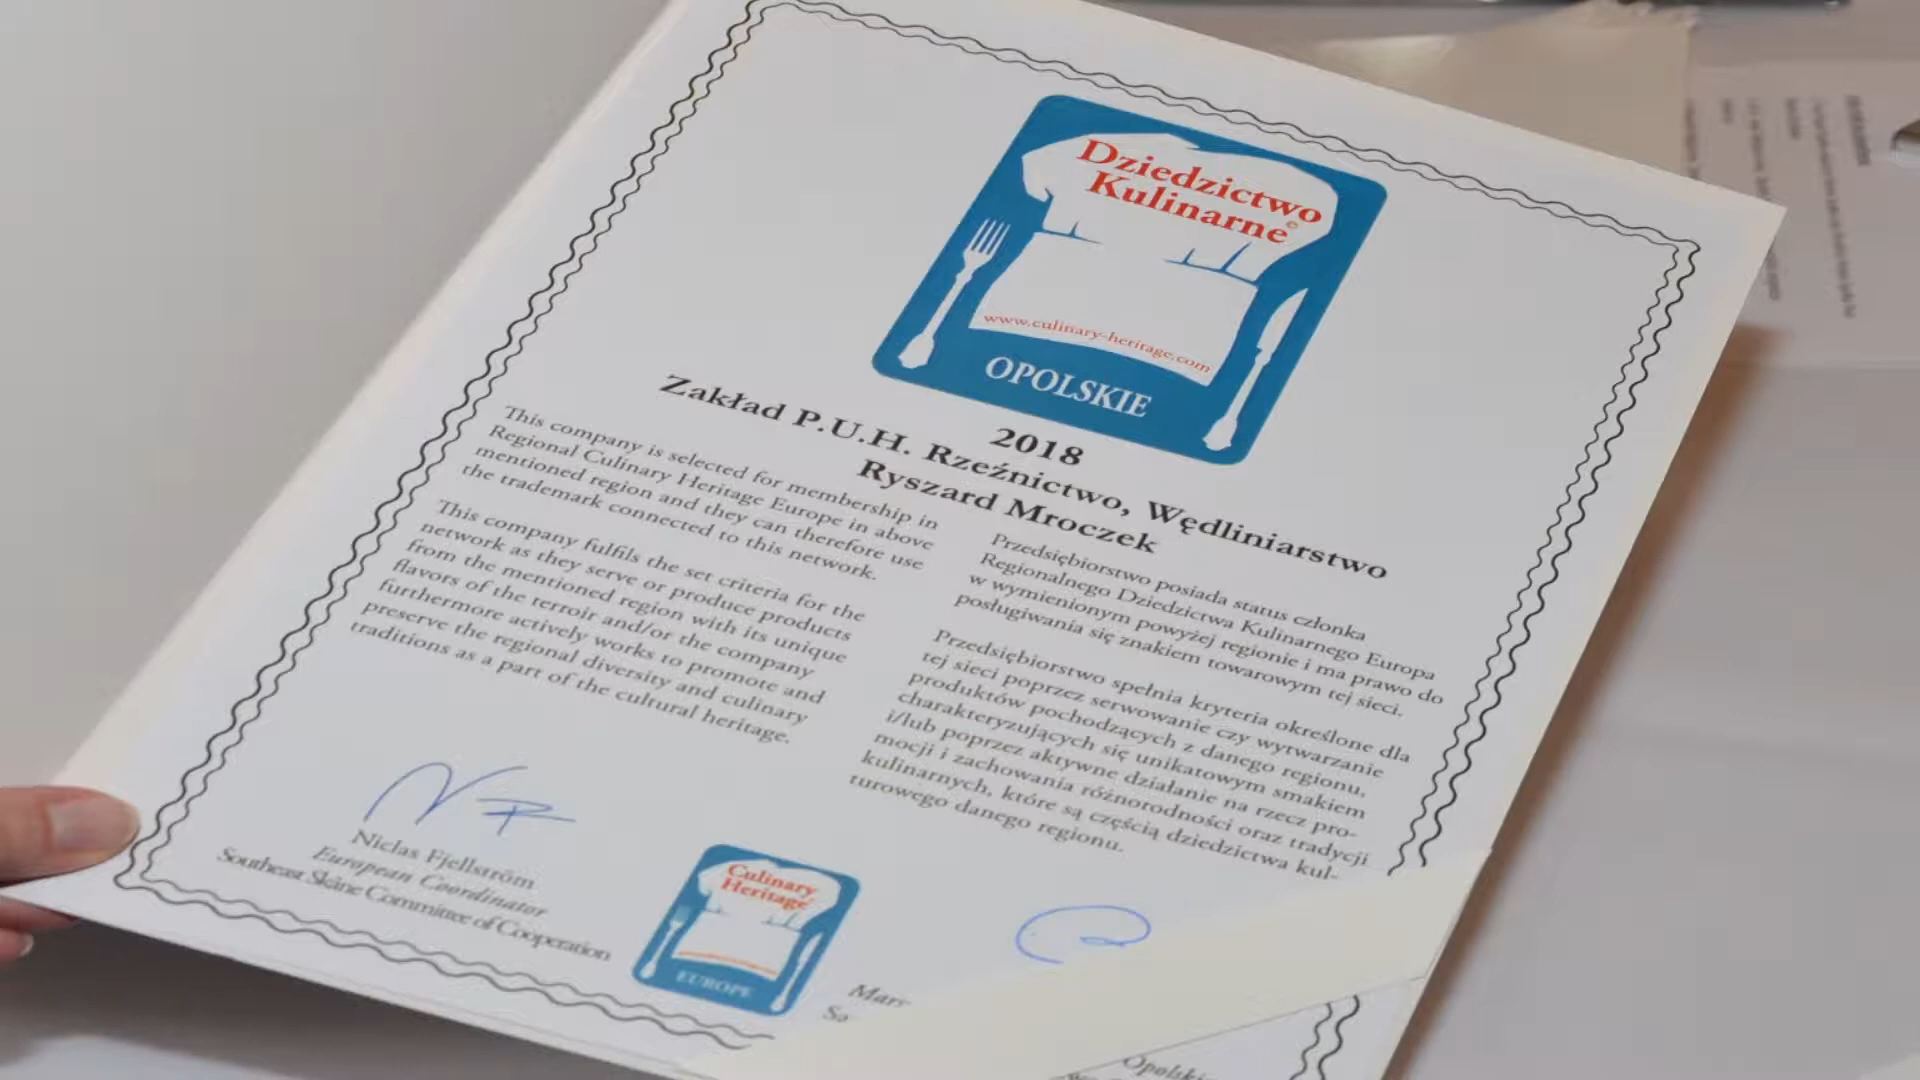 Dziedzictwo
Kulinarne©
www.culinary-heritage.com
OPOLSKIE
2018
Zakład P.U.H. Rzeźnictwo, Wędliniarstwo
Ryszard Mroczek
This company is selected for membership in
Regional Culinary Heritage Europe in above
mentioned region and they can therefore use
the trademark connected to this network.
This company fulfils the set criteria for the
network as they serve or produce products
from the mentioned region with its unique
flavors of the terroir and/or the company
furthermore actively works to promote and
preserve the regional diversity and culinary
traditions as a part of the cultural heritage.
Przedsiębiorstwo posiada status członka
Regionalnego Dziedzictwa Kulinarnego Europa
w wymienionym powyżej regionie i ma prawo do
posługiwania się znakiem towarowym tej sieci.
Przedsiębiorstwo spełnia kryteria określone dla
tej sieci poprzez serwowanie czy wytwarzanie
produktów pochodzących z danego regionu,
charakteryzujących się unikatowym smakiem
i/lub poprzez aktywne działanie na rzecz pro-
mocji i zachowania różnorodności oraz tradycji
kulinarnych, które są częścią dziedzictwa kul-
turowego danego regionu.
Niclas Fjellström
European Coordinator
Southeast Skåne Committee of Cooperation
Culinary
Heritage
EUROPE